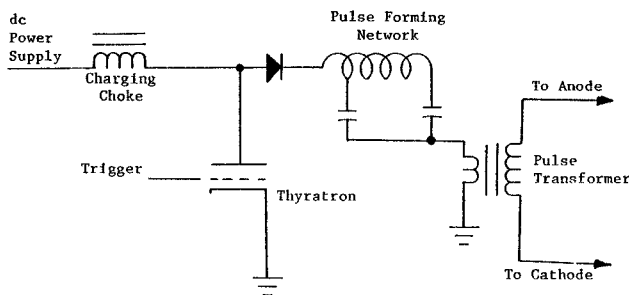 dc
Power
Supply
Charging
Choke
Pulse Forming
Network
Trigger
Thyratron
To Anode
Pulse
Transformer
To Cathode